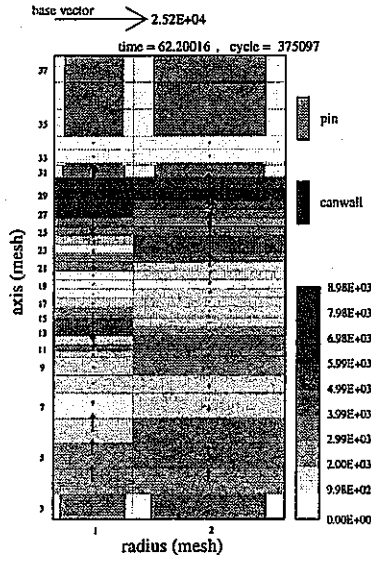 base vector
2.52E+04
time = 62.20016 , cycle = 375097
37
35
33
31
29
27
25
23
21
19
17
15
13
11
9
7
5
3
axis (mesh)
1 2
radius (mesh)
pin
canwall
8.98E+03
7.98E+03
6.98E+03
5.99E+03
4.99E+03
3.99E+03
2.99E+03
2.00E+03
9.98E+02
0.00E+00